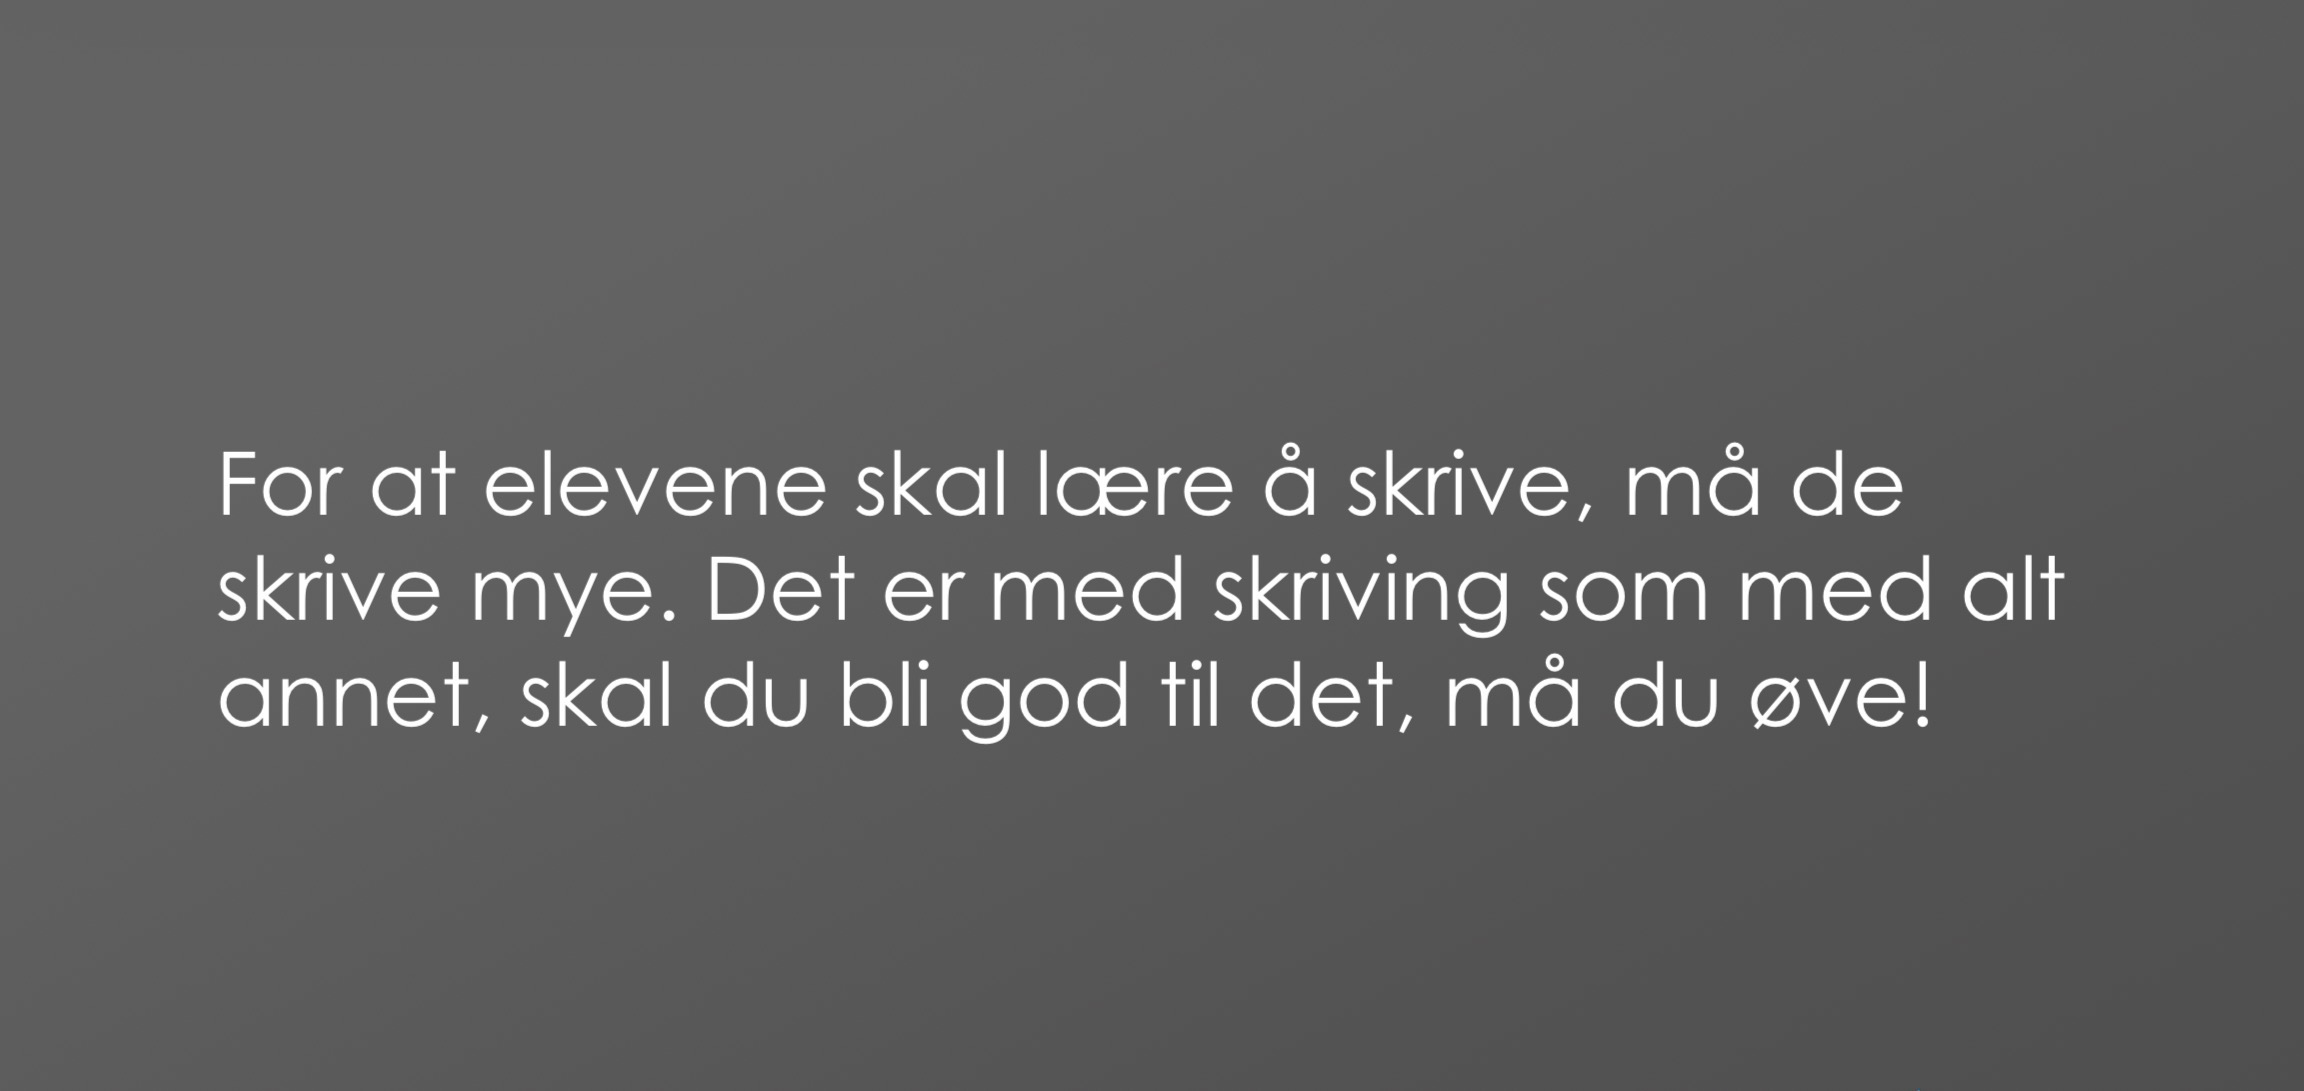 For at elevene skal lære å skrive, må de
skrive mye. Det er med skriving som med alt
annet, skal du bli god til det, må du øve!